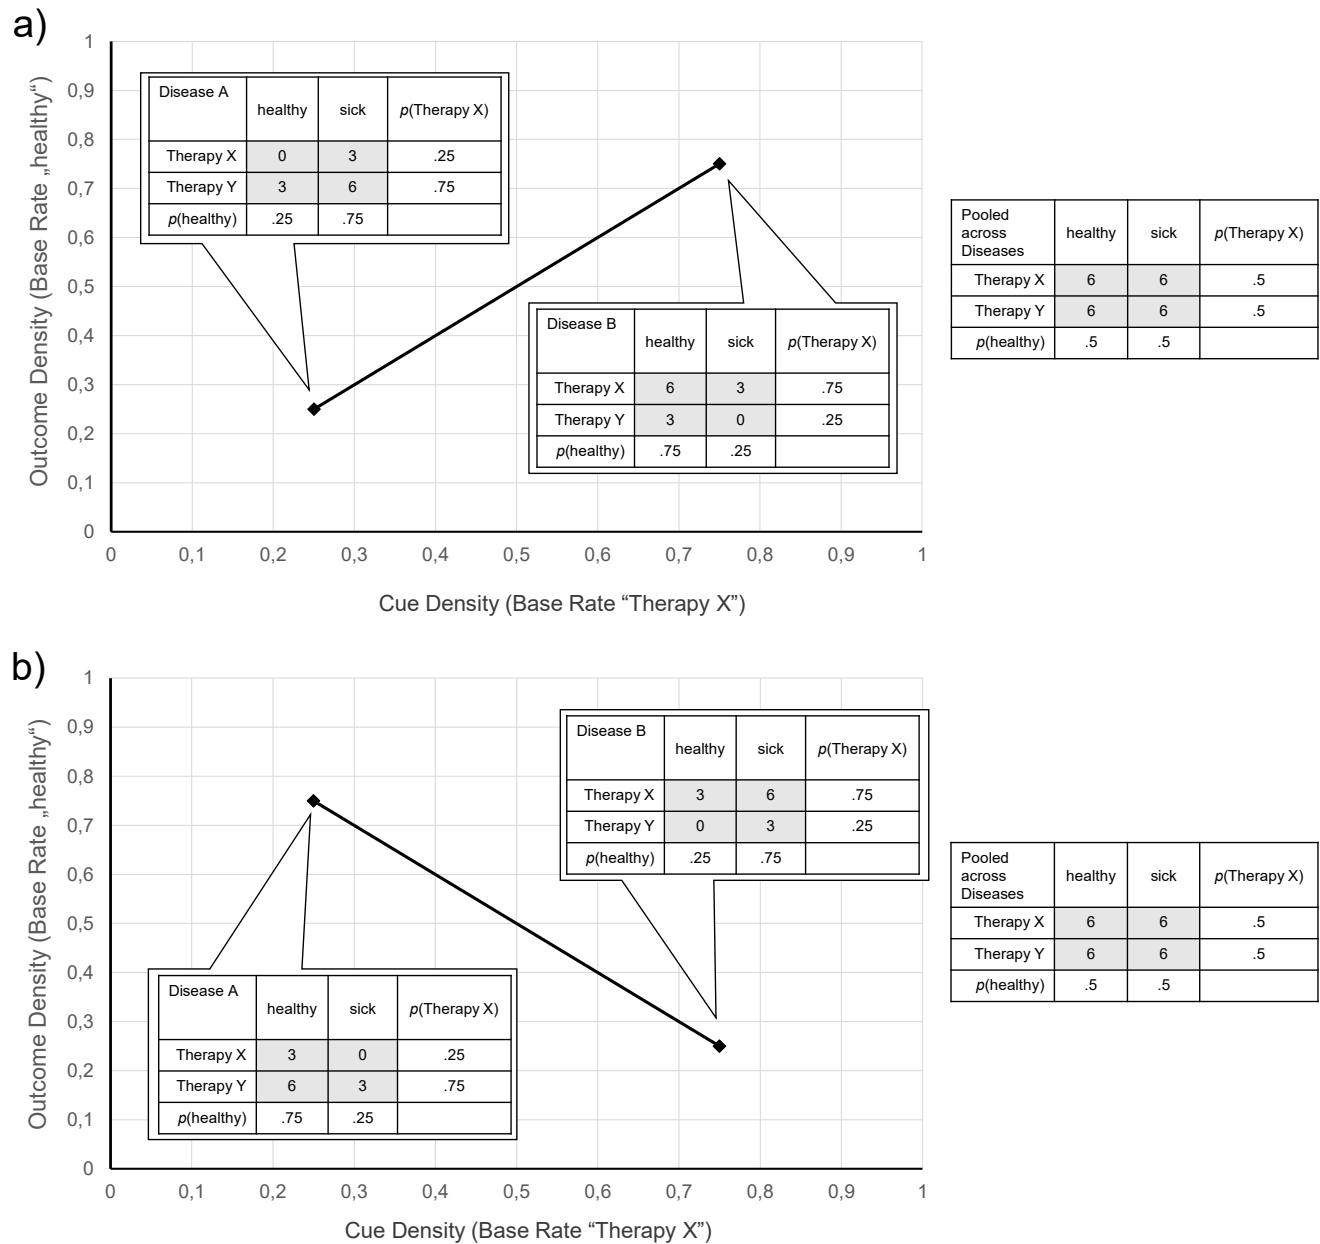 a)
Outcome Density (Base Rate „healthy“)
1
0,9
0,8
0,7
0,6
0,5
0,4
0,3
0,2
0,1
0
Disease A healthy sick p(Therapy X)
Therapy X 0 3 .25
Therapy Y 3 6 .75
p(healthy) .25 .75
Disease B healthy sick p(Therapy X)
Therapy X 6 3 .75
Therapy Y 3 0 .25
p(healthy) .75 .25
0 0,1 0,2 0,3 0,4 0,5 0,6 0,7 0,8 0,9 1
Cue Density (Base Rate “Therapy X”)
Pooled
across
Diseases healthy sick p(Therapy X)
Therapy X 6 6 .5
Therapy Y 6 6 .5
p(healthy) .5 .5
b)
Outcome Density (Base Rate „healthy“)
1
0,9
0,8
0,7
0,6
0,5
0,4
0,3
0,2
0,1
0
Disease B healthy sick p(Therapy X)
Therapy X 3 6 .75
Therapy Y 0 3 .25
p(healthy) .25 .75
Disease A healthy sick p(Therapy X)
Therapy X 3 0 .25
Therapy Y 6 3 .75
p(healthy) .75 .25
0 0,1 0,2 0,3 0,4 0,5 0,6 0,7 0,8 0,9 1
Cue Density (Base Rate “Therapy X”)
Pooled
across
Diseases healthy sick p(Therapy X)
Therapy X 6 6 .5
Therapy Y 6 6 .5
p(healthy) .5 .5